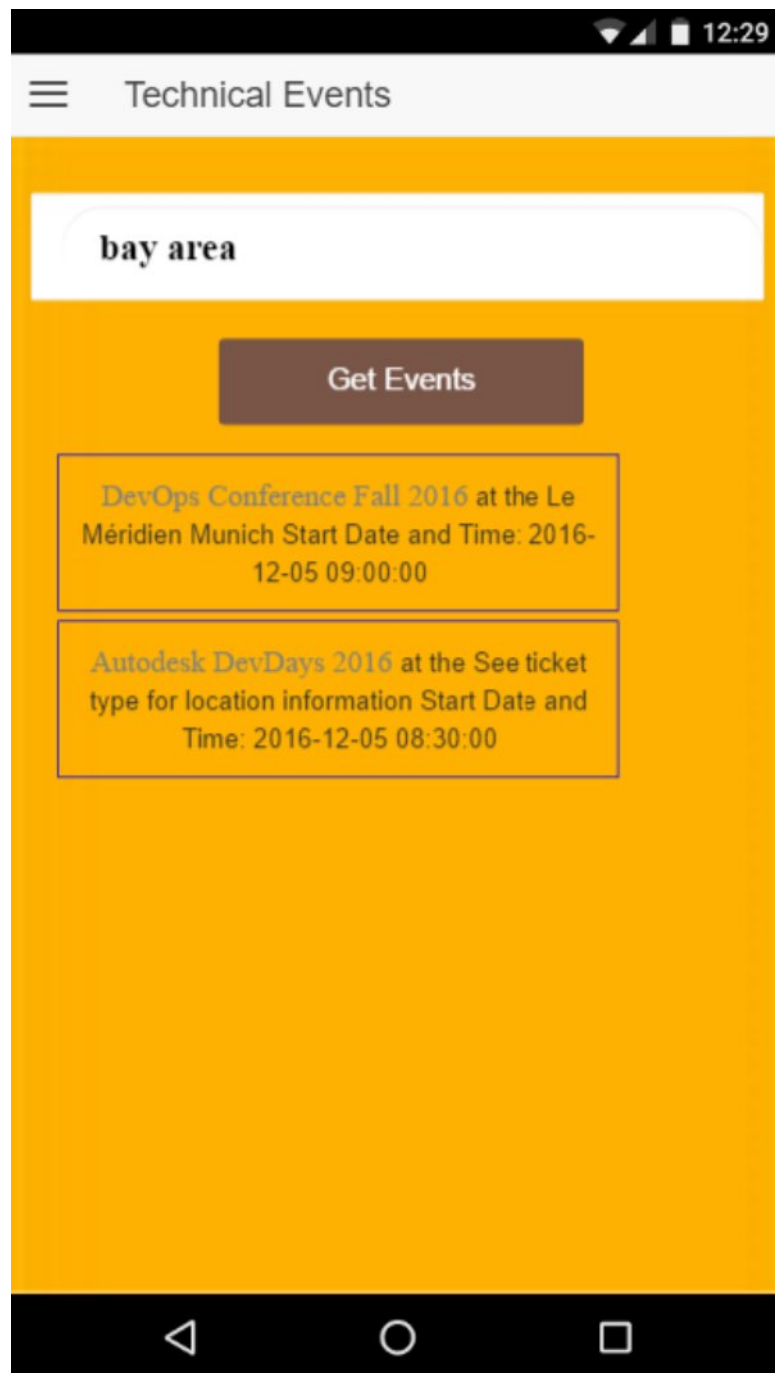 12:29
Technical Events
bay area
Get Events
DevOps Conference Fall 2016 at the Le
Méridien Munich Start Date and Time: 2016-
12-05 09:00:00
Autodesk DevDays 2016 at the See ticket
type for location information Start Date and
Time: 2016-12-05 08:30:00